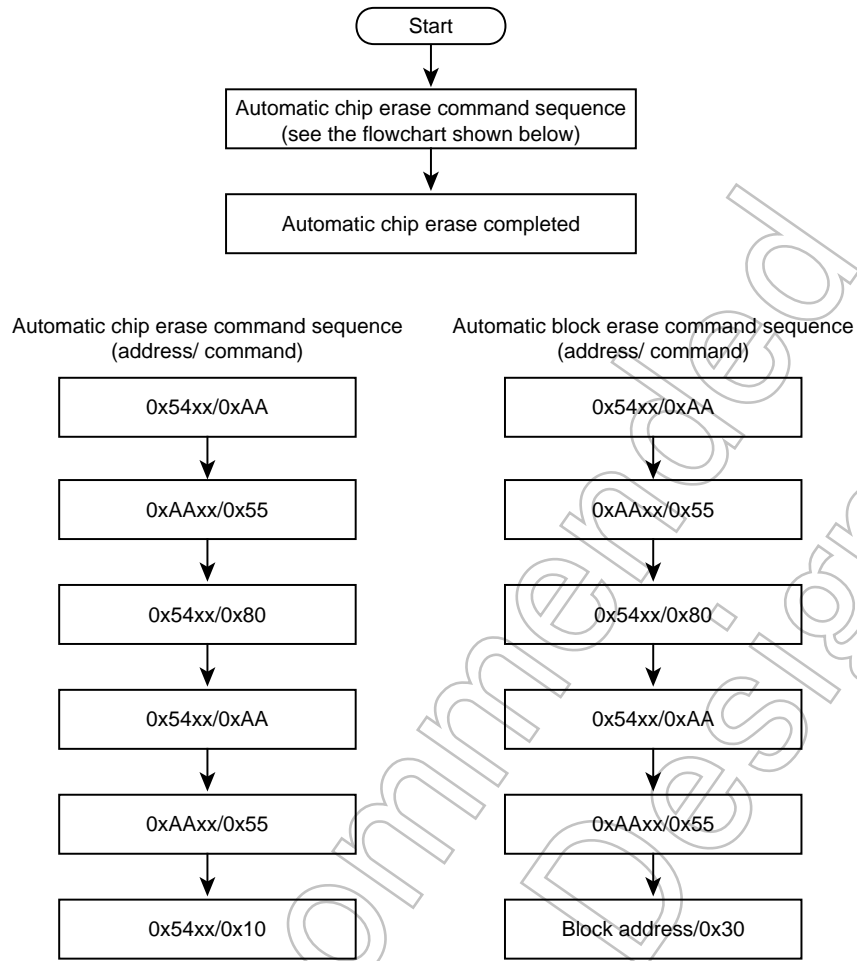 Start
Automatic chip erase command sequence
(see the flowchart shown below)
Automatic chip erase completed
Automatic chip erase command sequence
(address/ command)
0x54xx/0xAA
0xAAxx/0x55
0x54xx/0x80
0x54xx/0xAA
0xAAxx/0x55
0x54xx/0x10
Automatic block erase command sequence
(address/ command)
0x54xx/0xAA
0xAAxx/0x55
0x54xx/0x80
0x54xx/0xAA
0xAAxx/0x55
Block address/0x30
ommended
Design